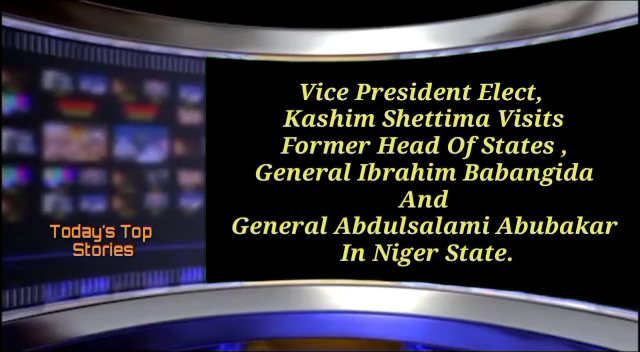 Vice President Elect,
Kashim Shettima Visits
Former Head Of States ,
General Ibrahim Babangida
And
General Abdulsalami Abubakar
In Niger State.
Today's Top
Stories